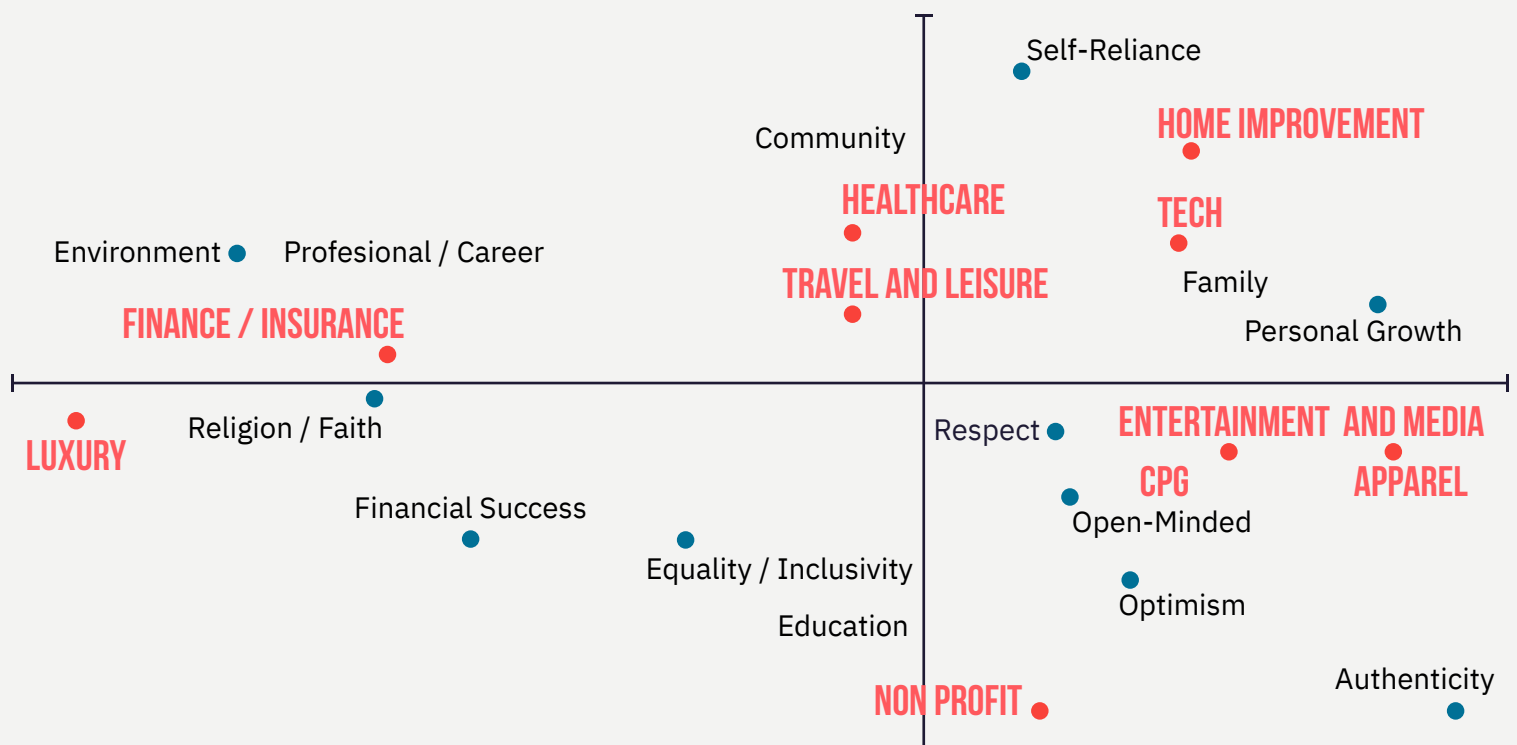 Self-Reliance
HOME IMPROVEMENT
Community
HEALTHCARE
TECH
Environment
Profesional / Career
TRAVEL AND LEISURE
Family
FINANCE / INSURANCE
Personal Growth
Religion / Faith
LUXURY
Respect
ENTERTAINMENT AND MEDIA
CPG
APPAREL
Financial Success
Open-Minded
Equality / Inclusivity
Optimism
Education
Authenticity
NON PROFIT